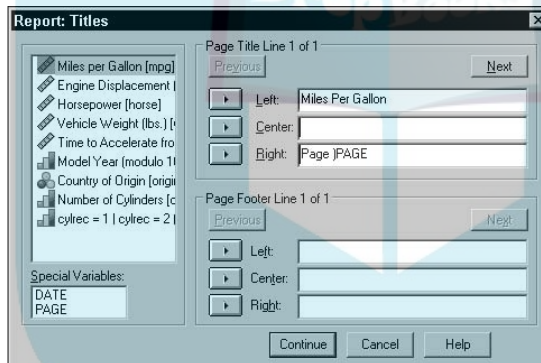 Report: Titles
Miles per Gallon [mpg]
Engine Displacement [
Horsepower [horse]
Vehicle Weight (lbs.) [
Time to Accelerate fro
Model Year (modulo 10
Country of Origin [origi
Number of Cylinders [c
cylrec = 1 | cylrec = 2 |
Special Variables:
DATE
PAGE
Page Title Line 1 of 1
Previous
Next
Left:
Miles Per Gallon
Center:
Right:
Page )PAGE
Page Footer Line 1 of 1
Previous
Next
Left:
Center:
Right:
Continue
Cancel
Help